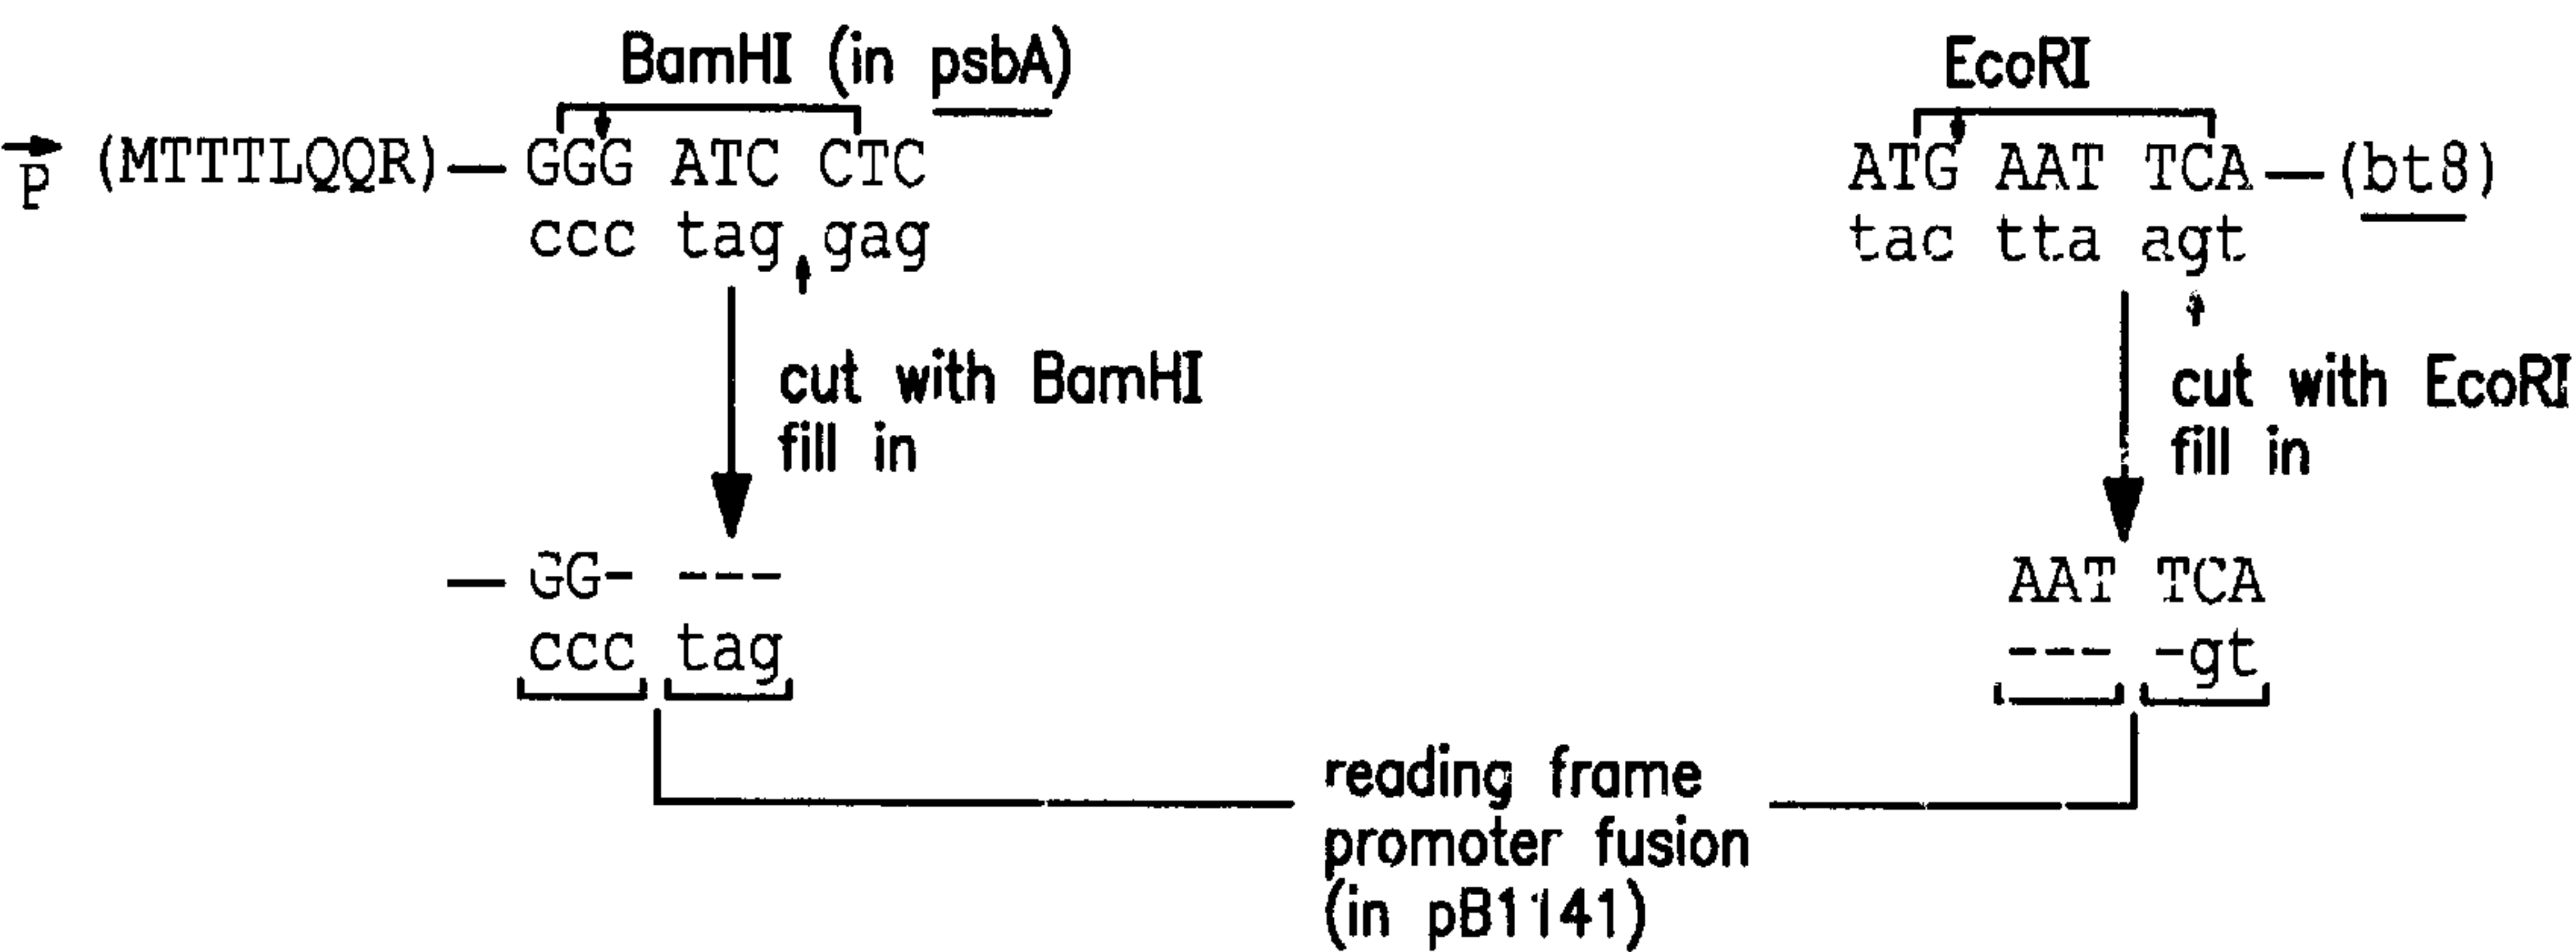 BamHI (in psbA)
EcoRI
P (MTTTLQQR)— GGG ATC CTC
ccc tag gag
ATG AAT TCA—(bt8)
tac tta agt
cut with BamHI
fill in
cut with EcoRI
fill in
— GG- ---
ccc tag
AAT TCA
--- -gt
reading frame
promoter fusion
(in pB1141)